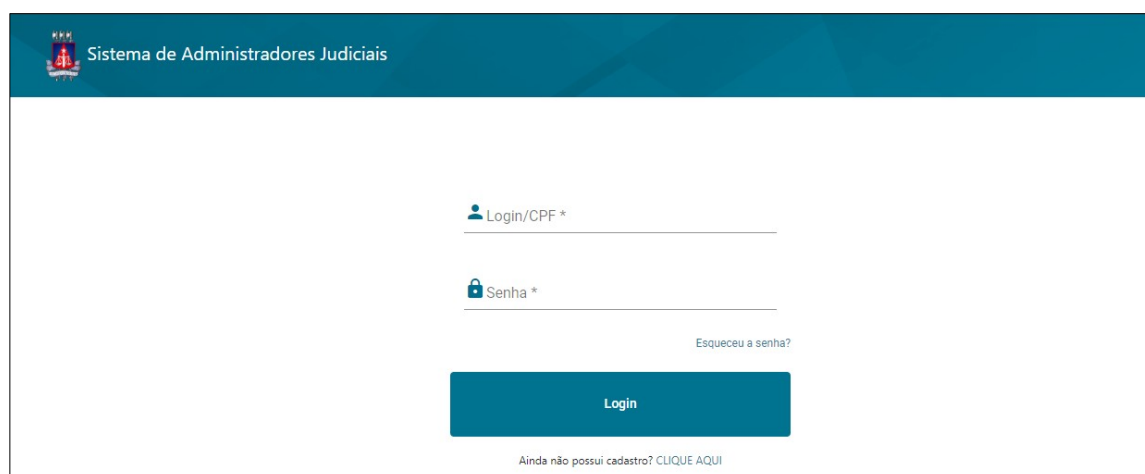 Sistema de Administradores Judiciais
Login/CPF *
Senha *
Esqueceu a senha?
Login
Ainda não possui cadastro? CLIQUE AQUI